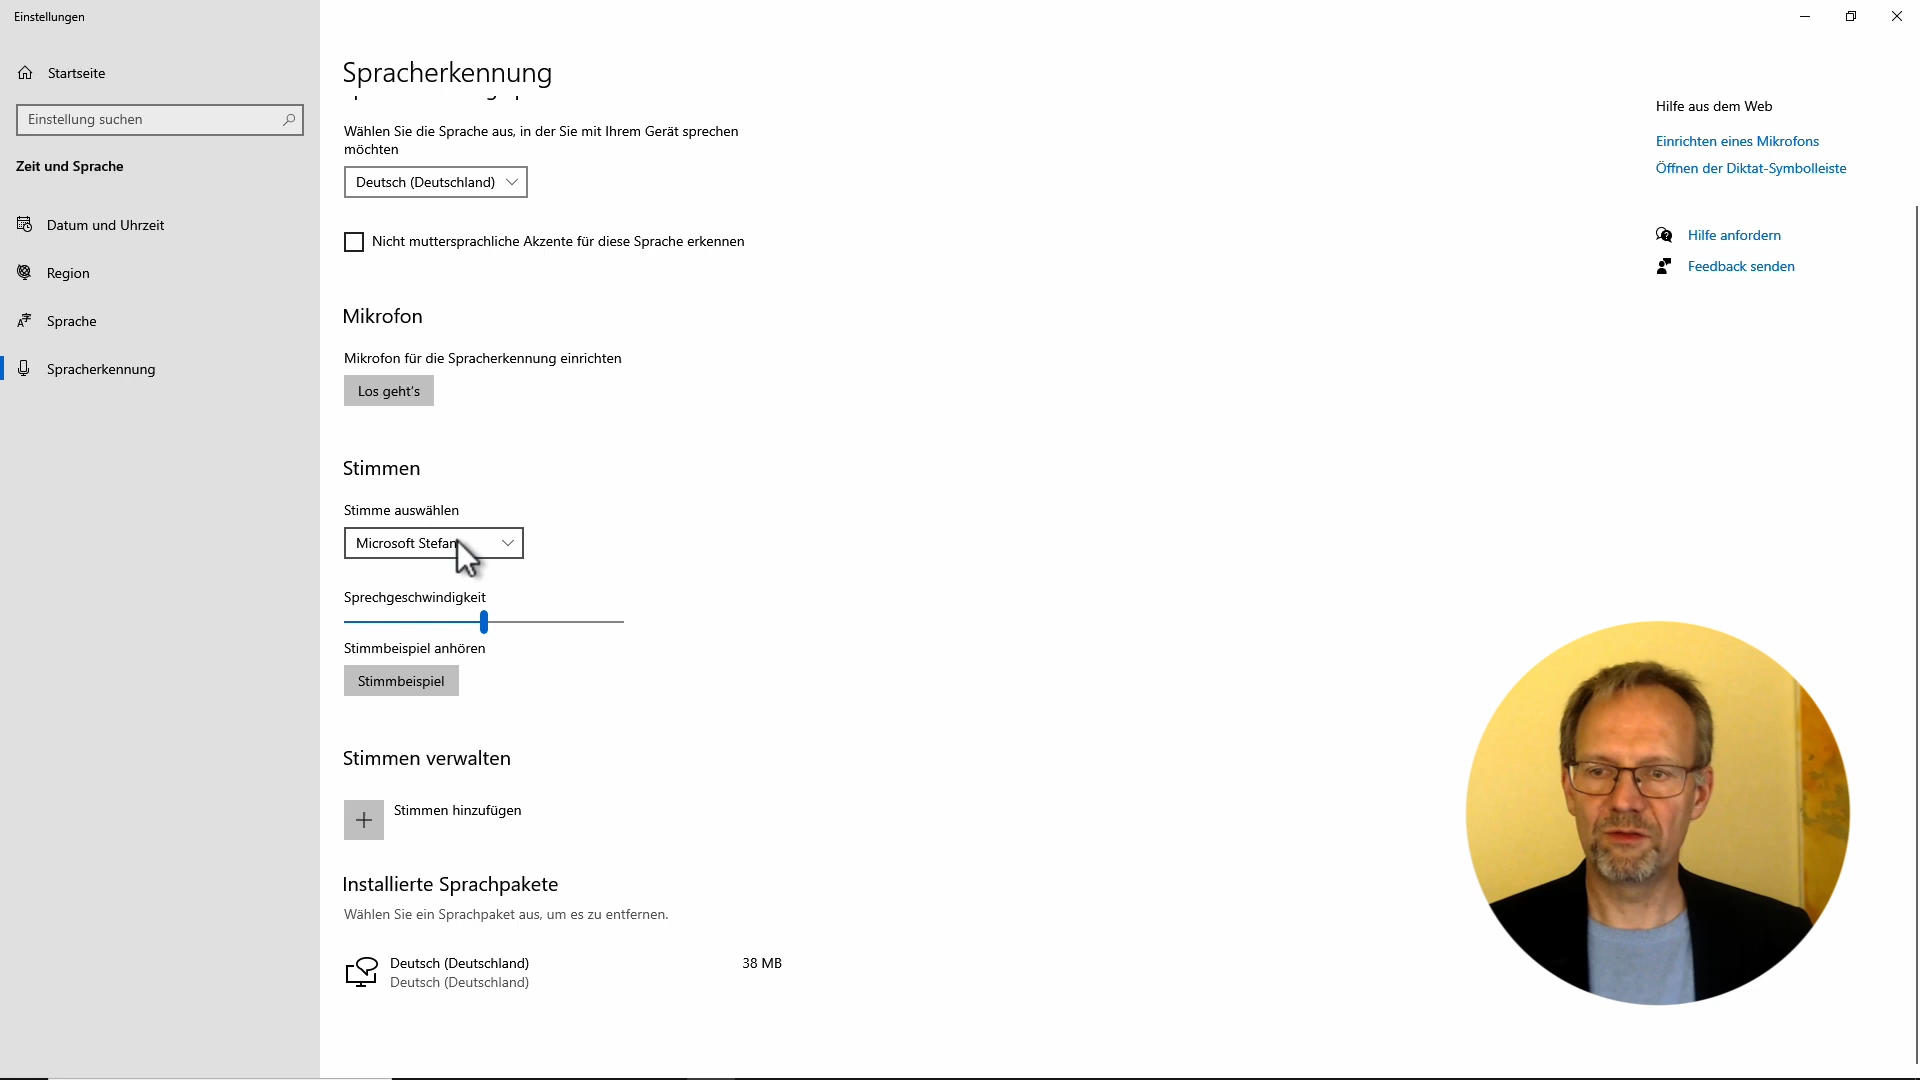 Einstellungen
Startseite
Einstellung suchen
Zeit und Sprache
Datum und Uhrzeit
Region
Sprache
Spracherkennung
Spracherkennung
Wählen Sie die Sprache aus, in der Sie mit Ihrem Gerät sprechen
möchten
Deutsch (Deutschland)
Nicht muttersprachliche Akzente für diese Sprache erkennen
Mikrofon
Mikrofon für die Spracherkennung einrichten
Los geht's
Stimmen
Stimme auswählen
Microsoft Stefan
Sprechgeschwindigkeit
Stimmbeispiel anhören
Stimmbeispiel
Stimmen verwalten
Stimmen hinzufügen
Installierte Sprachpakete
Wählen Sie ein Sprachpaket aus, um es zu entfernen.
Deutsch (Deutschland) 38 MB
Deutsch (Deutschland)
Hilfe aus dem Web
Einrichten eines Mikrofons
Öffnen der Diktat-Symbolleiste
Hilfe anfordern
Feedback senden